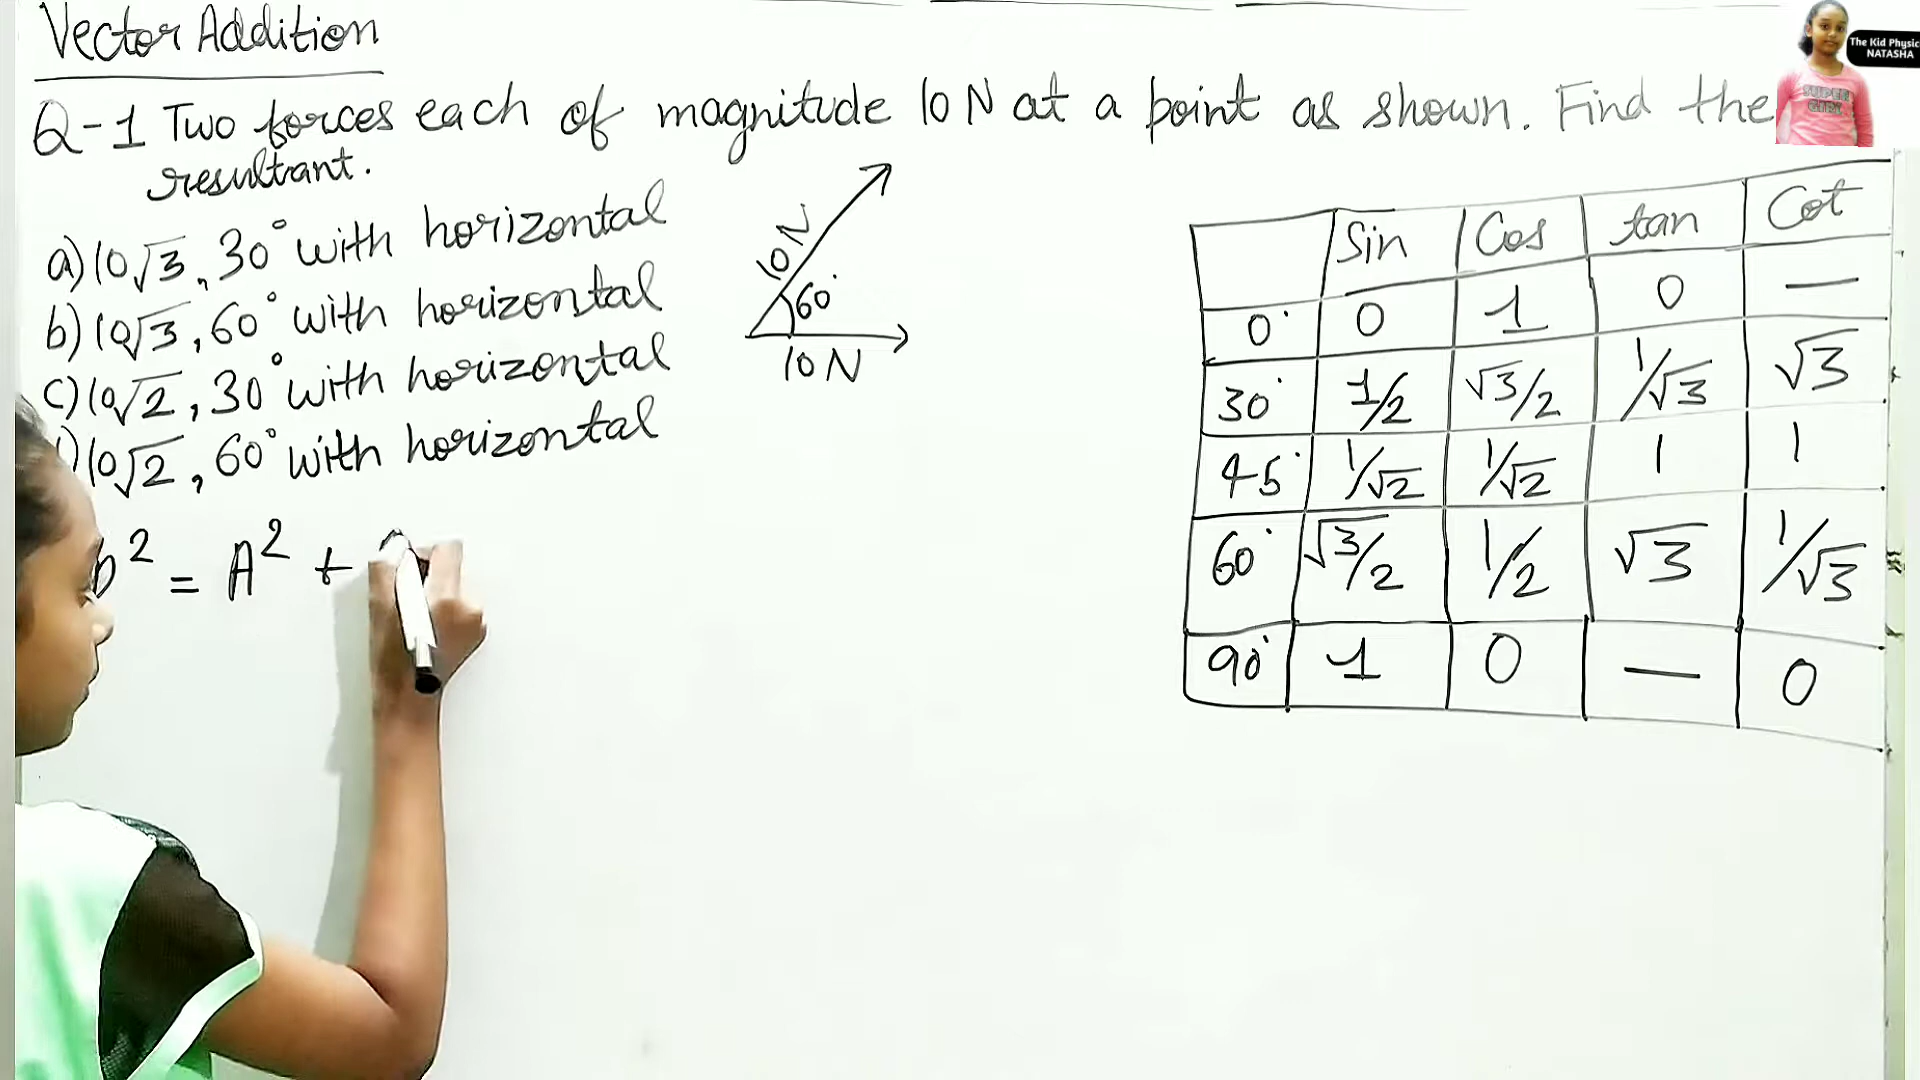 Vector Addition
Q-1 Two forces each of magnitude 10 N at a point as shown. Find the
resultant.
a) 10√3, 30° with horizontal
b) 10√3, 60° with horizontal
c) 10√2, 30° with horizontal
) 10√2, 60° with horizontal
10 N
60°
10 N
² = A² +
Sin Cos tan Cot
0° 0 1 0 —
30° 1/2 √3/2 1/√3 √3
45° 1/√2 1/√2 1 1
60° √3/2 1/2 √3 1/√3
90° 1 0 — 0
The Kid Physic
NATASHA
SUPER
GIRL